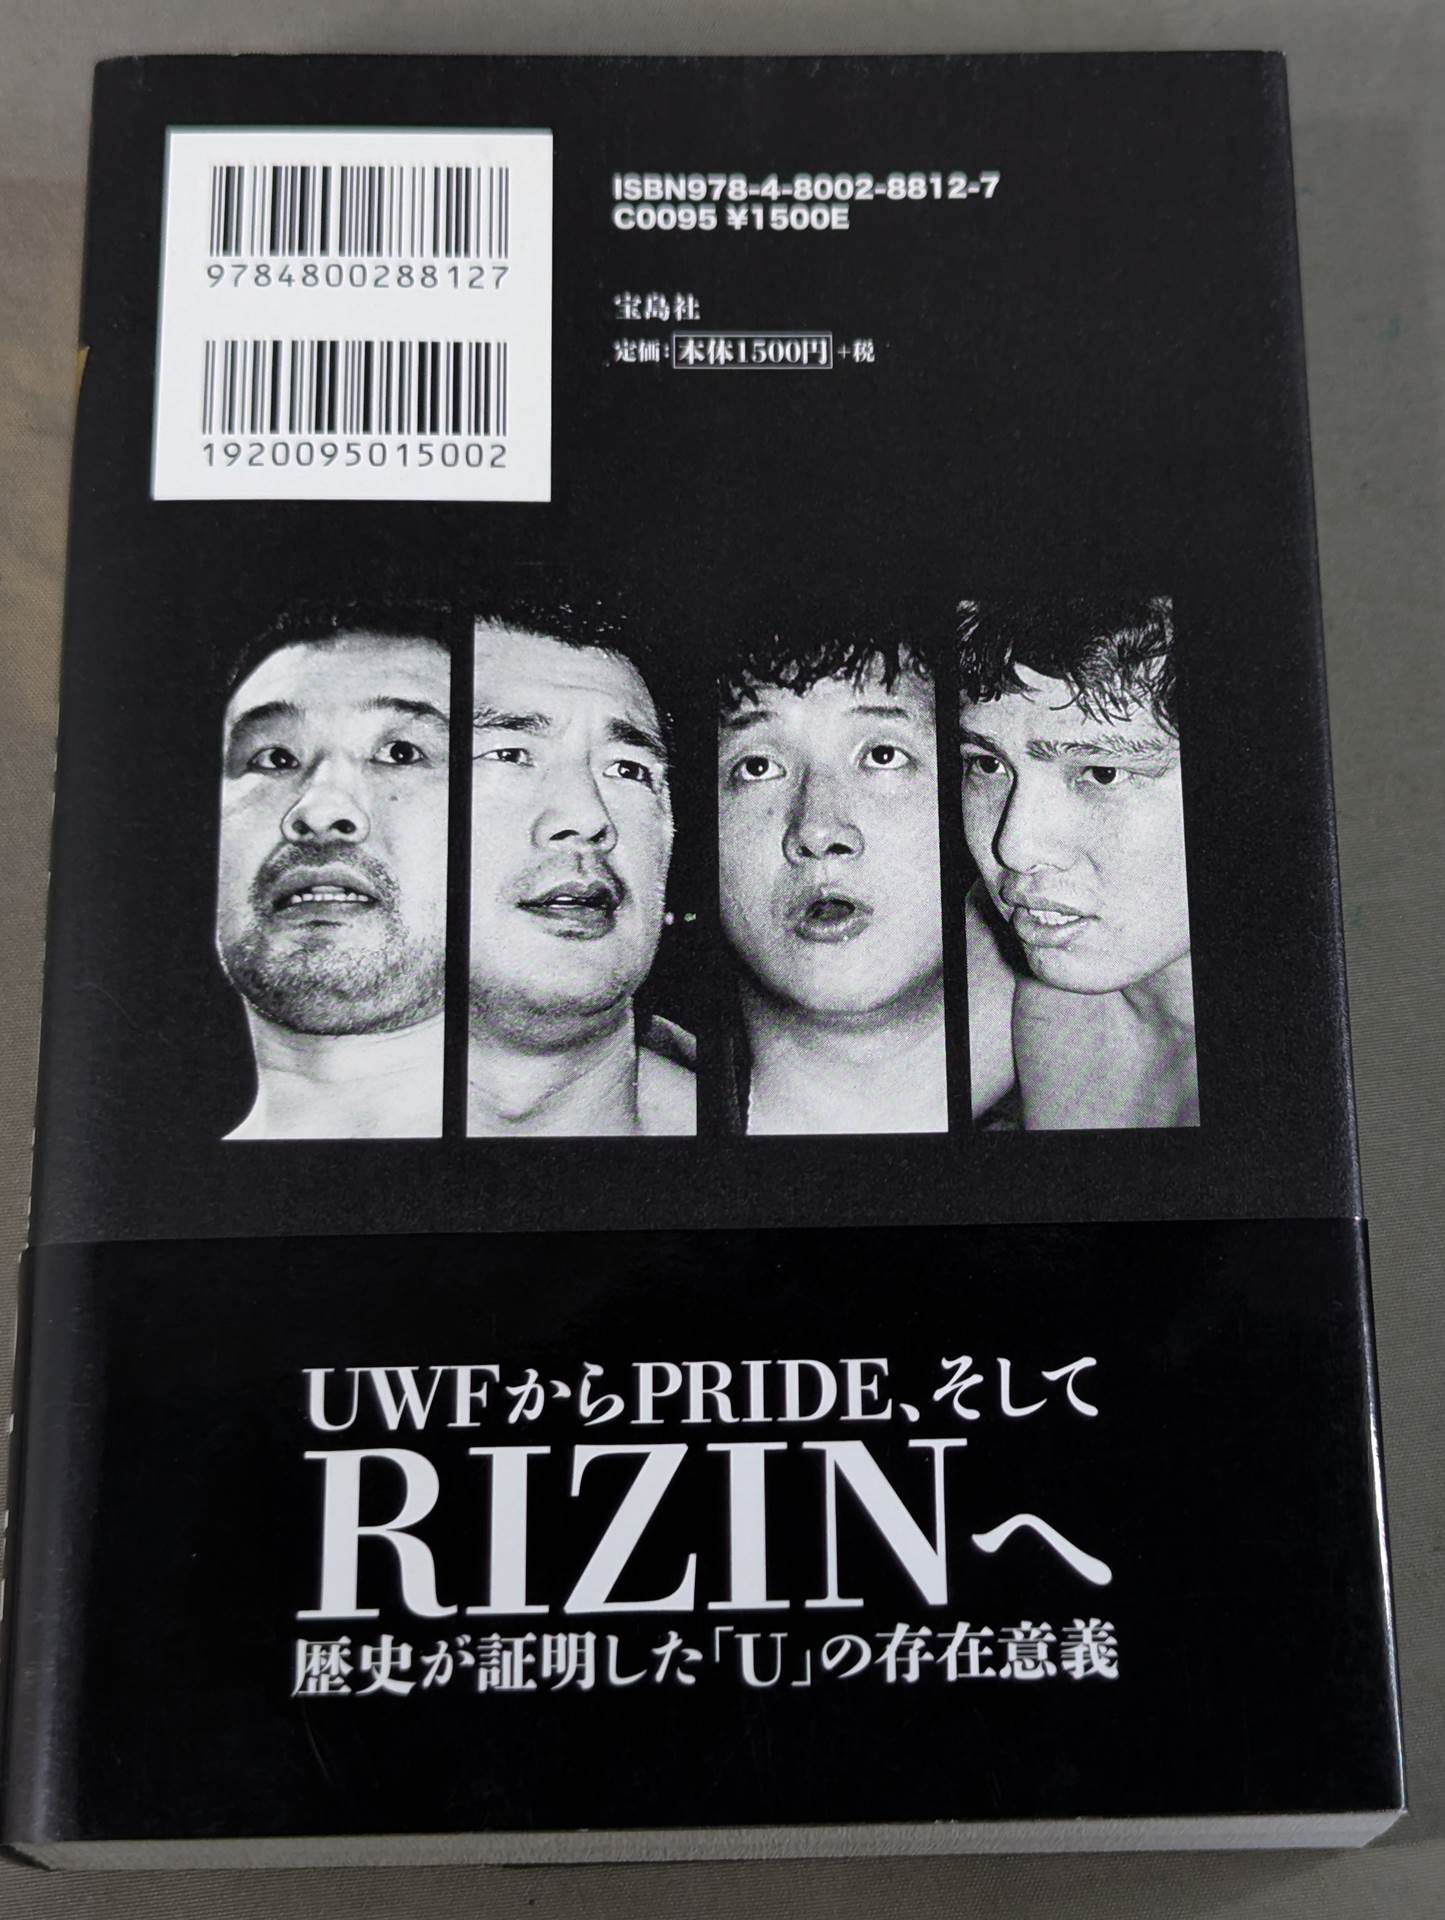 9784800288127
1920095015002
ISBN978-4-8002-8812-7
C0095 ¥1500E
宝島社
定価：本体1500円+税
UWFからPRIDE、そして
RIZINへ
歴史が証明した「U」の存在意義